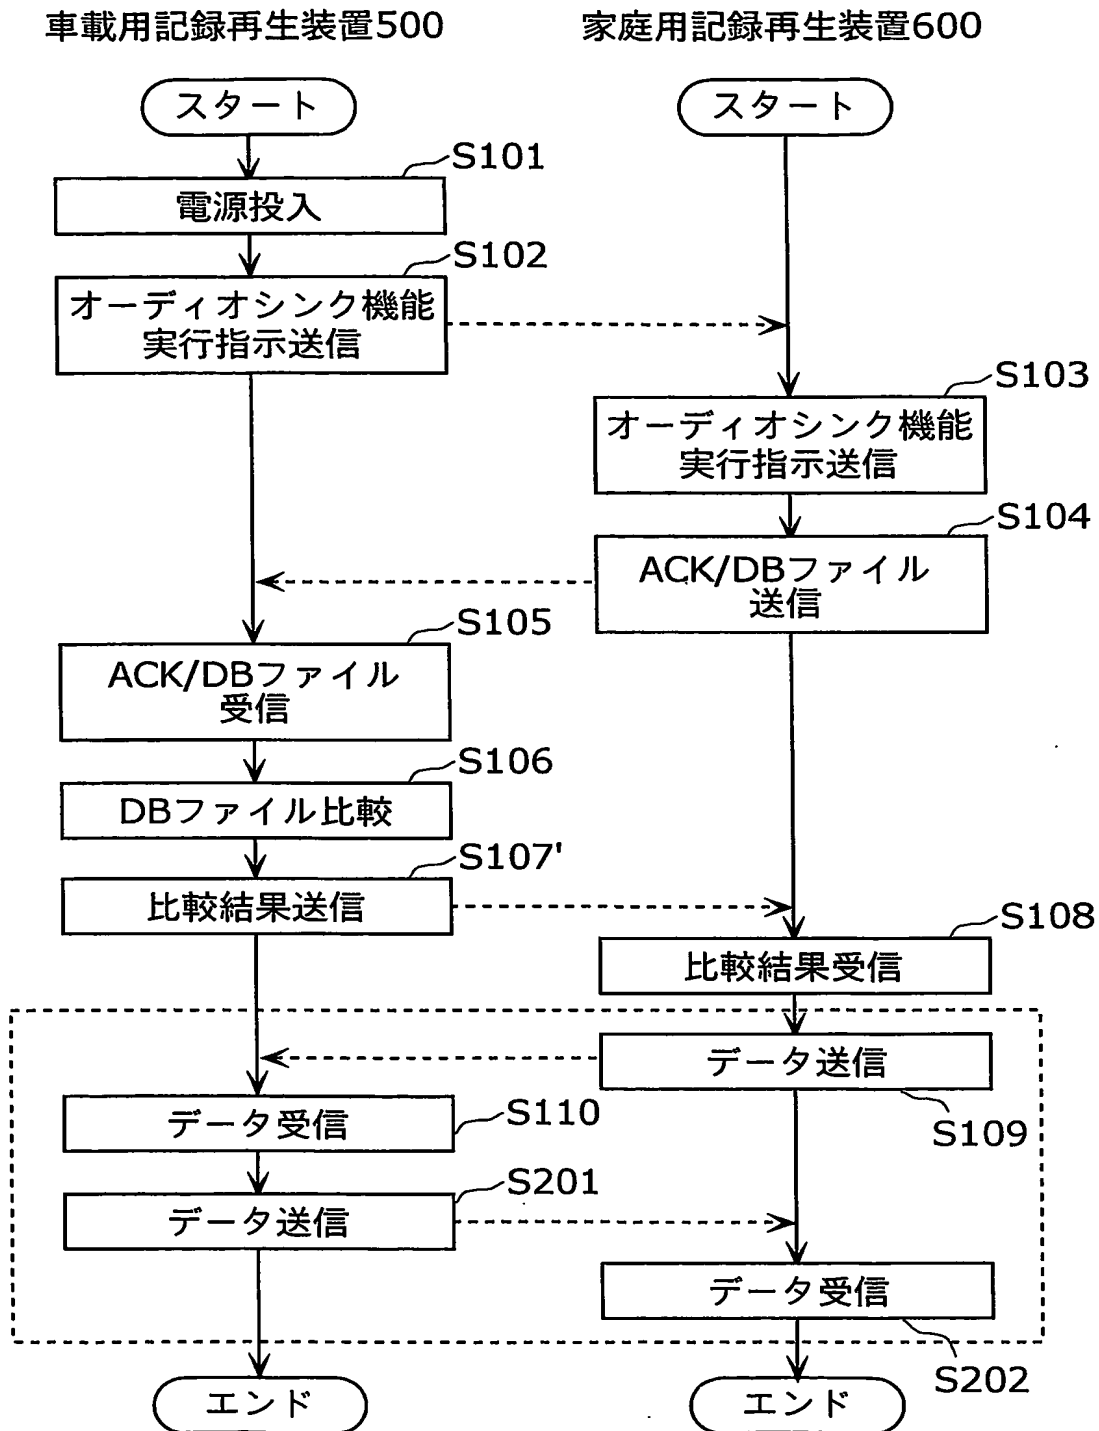 車載用記録再生装置500
家庭用記録再生装置600
スタート
スタート
S101
電源投入
S102
オーディオシンク機能
実行指示送信
S103
オーディオシンク機能
実行指示送信
S104
ACK/DBファイル
送信
S105
ACK/DBファイル
受信
S106
DBファイル比較
S107'
比較結果送信
S108
比較結果受信
データ送信
S109
データ受信
S110
S201
データ送信
データ受信
S202
エンド
エンド